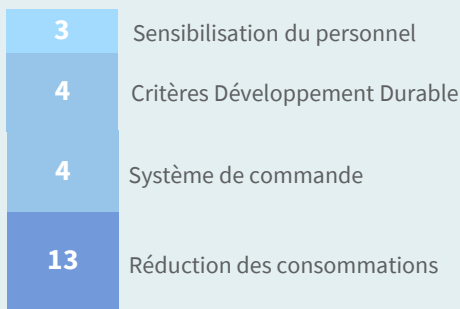 3 Sensibilisation du personnel
4 Critères Développement Durable
4 Système de commande
13 Réduction des consommations